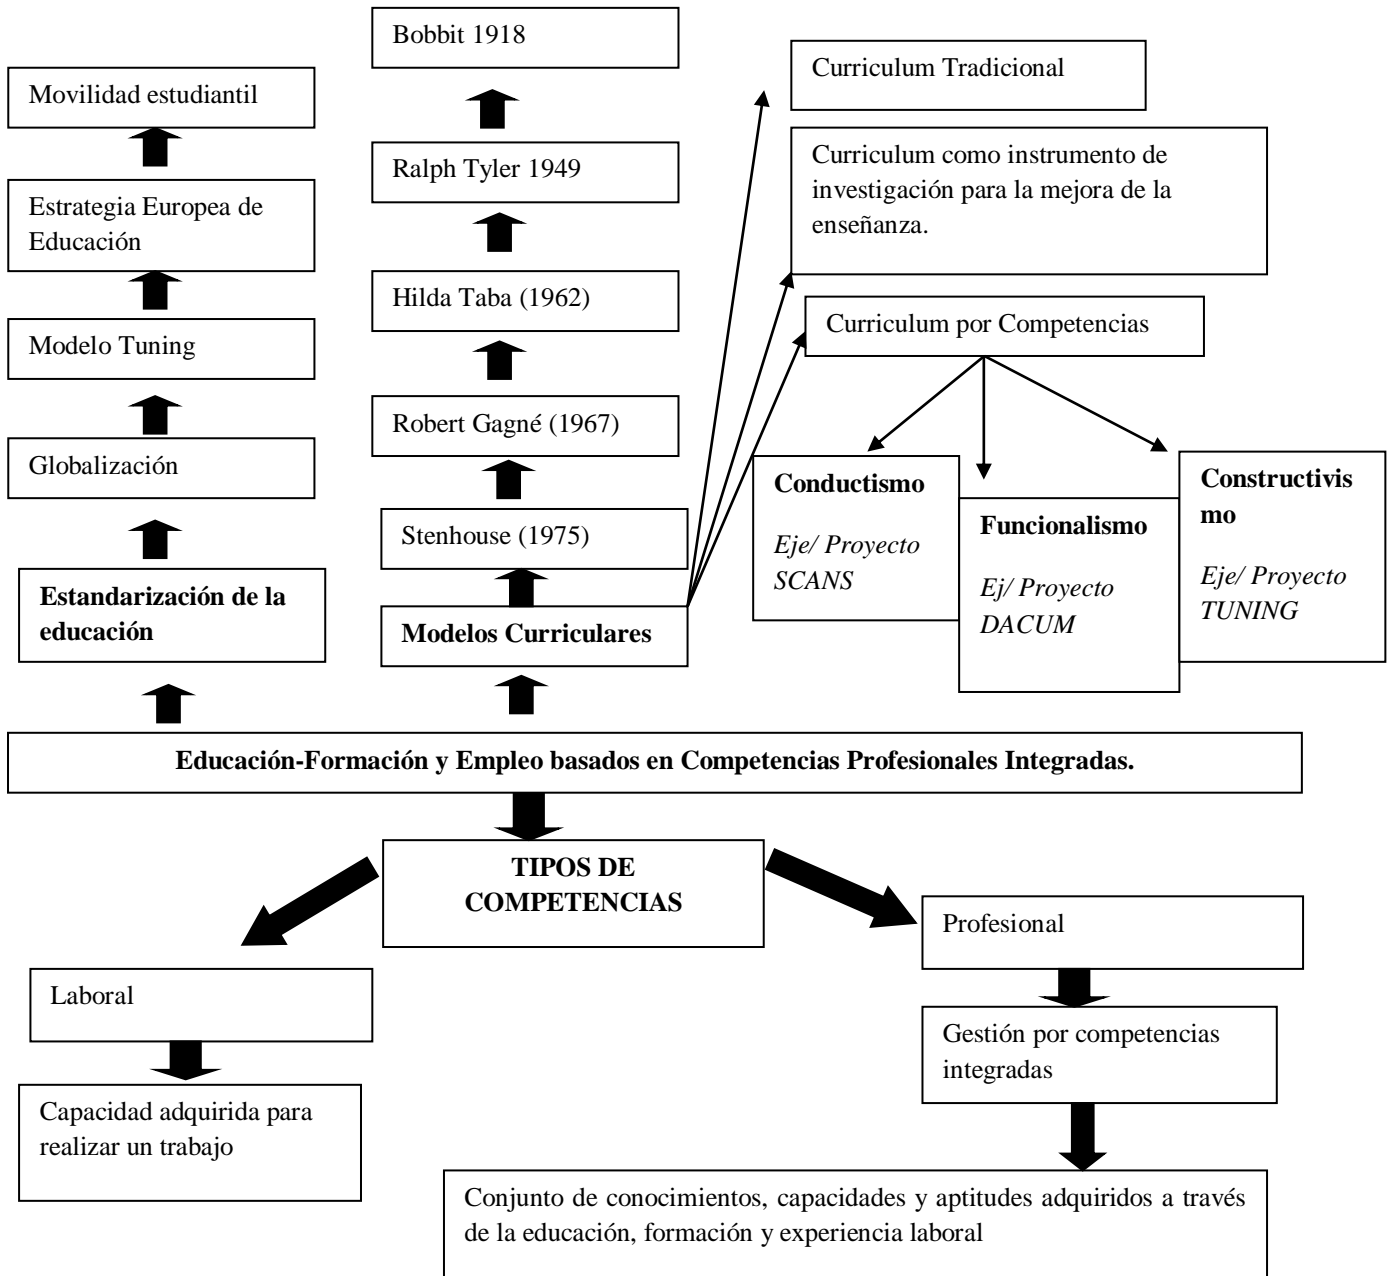 Bobbit 1918
Curriculum Tradicional
Movilidad estudiantil
Ralph Tyler 1949
Curriculum como instrumento de
investigación para la mejora de la
enseñanza.
Estrategia Europea de
Educación
Hilda Taba (1962)
Curriculum por Competencias
Modelo Tuning
Robert Gagné (1967)
Globalización
Conductismo
Eje/ Proyecto
SCANS
Funcionalismo
Ej/ Proyecto
DACUM
Constructivis
mo
Eje/ Proyecto
TUNING
Stenhouse (1975)
Estandarización de la
educación
Modelos Curriculares
Educación-Formación y Empleo basados en Competencias Profesionales Integradas.
TIPOS DE
COMPETENCIAS
Profesional
Laboral
Gestión por competencias
integradas
Capacidad adquirida para
realizar un trabajo
Conjunto de conocimientos, capacidades y aptitudes adquiridos a través
de la educación, formación y experiencia laboral